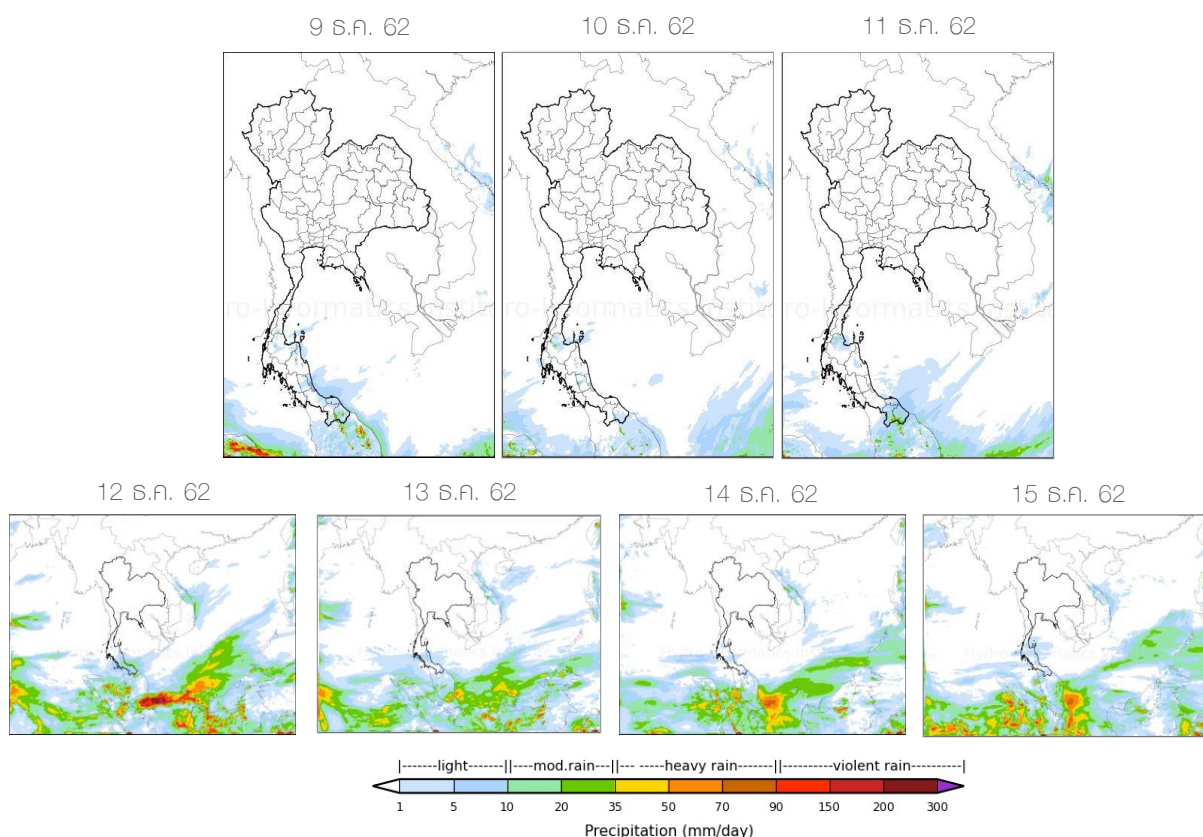 9 ธ.ค. 62
10 ธ.ค. 62
11 ธ.ค. 62
12 ธ.ค. 62
13 ธ.ค. 62
14 ธ.ค. 62
15 ธ.ค. 62
|-------light-------||----mod.rain---||--- -----heavy rain-------||----------violent rain----------|
1 5 10 20 35 50 70 90 150 200 300
Precipitation (mm/day)